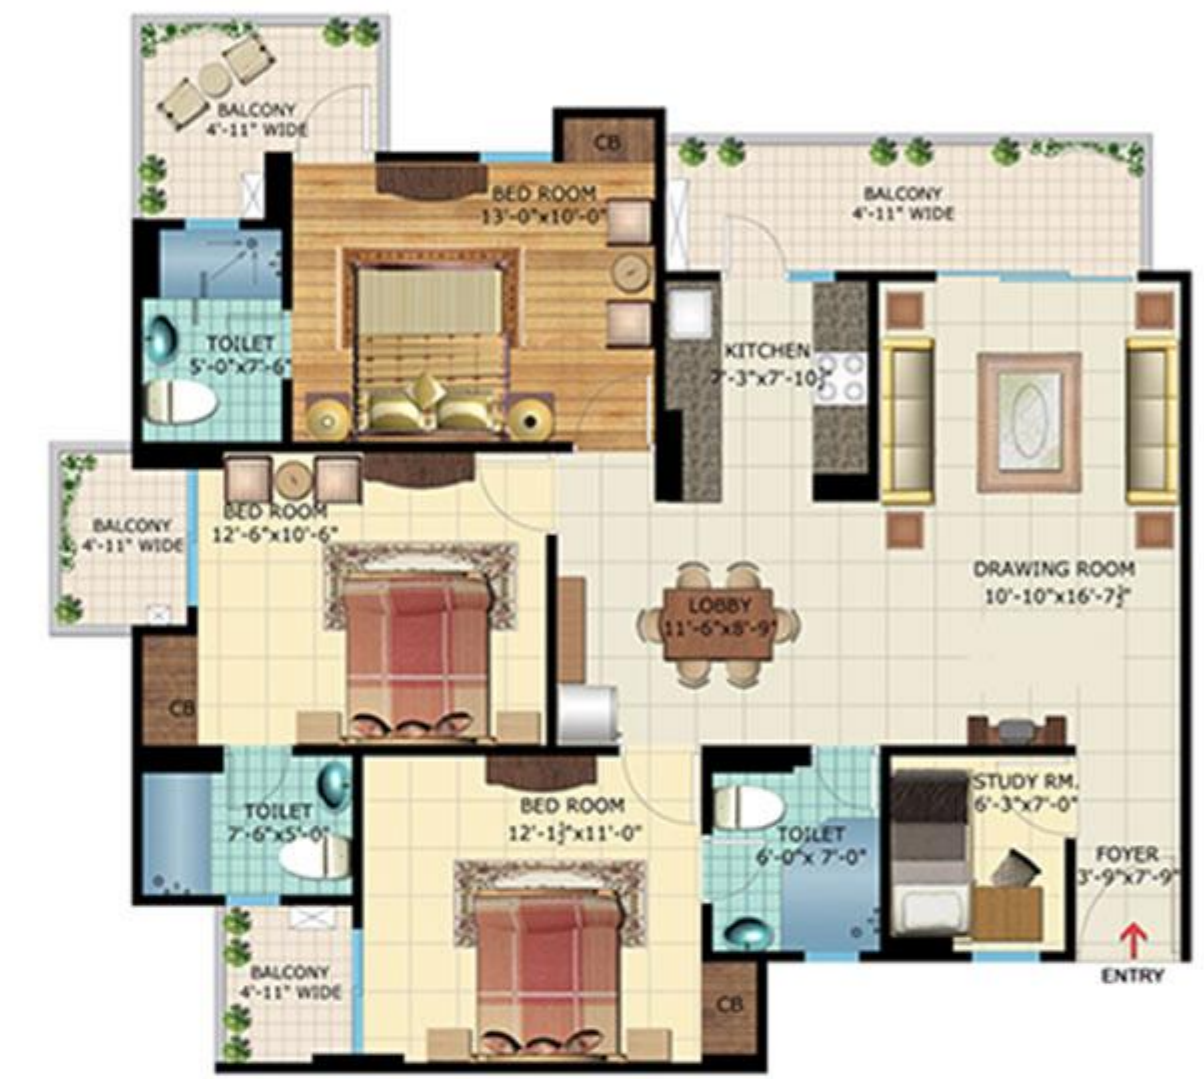 BALCONY
4'-11" WIDE
CB
BED ROOM
13'-0"x10'-0"
BALCONY
4'-11" WIDE
TOILET
5'-0"x7'-6"
KITCHEN
7'-3"x7'-10½"
BED ROOM
12'-6"x10'-6"
BALCONY
4'-11" WIDE
DRAWING ROOM
10'-10"x16'-7½"
LOBBY
11'-6"x8'-9"
CB
TOILET
7'-6"x5'-0"
BED ROOM
12'-1½"x11'-0"
STUDY RM.
6'-3"x7'-0"
TOILET
6'-0"x 7'-0"
FOYER
3'-9"x7'-9"
BALCONY
4'-11" WIDE
ENTRY
CB